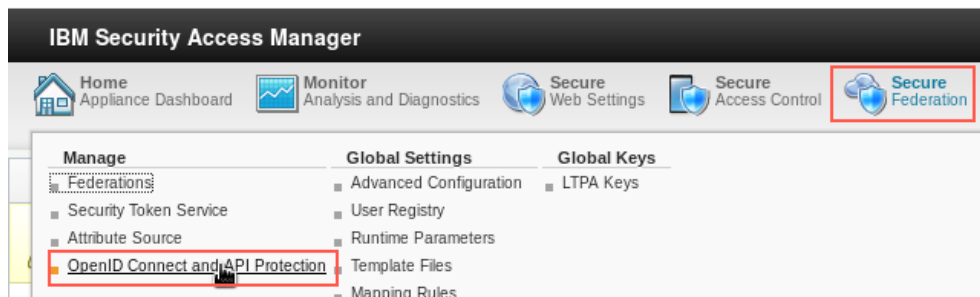 IBM Security Access Manager
Home
Appliance Dashboard
Monitor
Analysis and Diagnostics
Secure
Web Settings
Secure
Access Control
Secure
Federation
Manage
Federations
Security Token Service
Attribute Source
OpenID Connect and API Protection
Global Settings
Advanced Configuration
User Registry
Runtime Parameters
Template Files
Mapping Rules
Global Keys
LTPA Keys